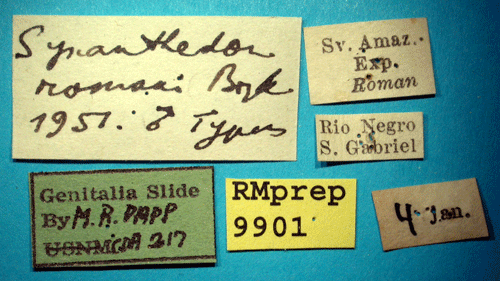 Synanthedon
romani Bryk
1951. ♂ Typus
Sv. Amaz.
Exp.
Roman
Rio Negro
S. Gabriel
Genitalia Slide
By M. R. PAPP
USNM 217
RMprep
9901
4 Jan.